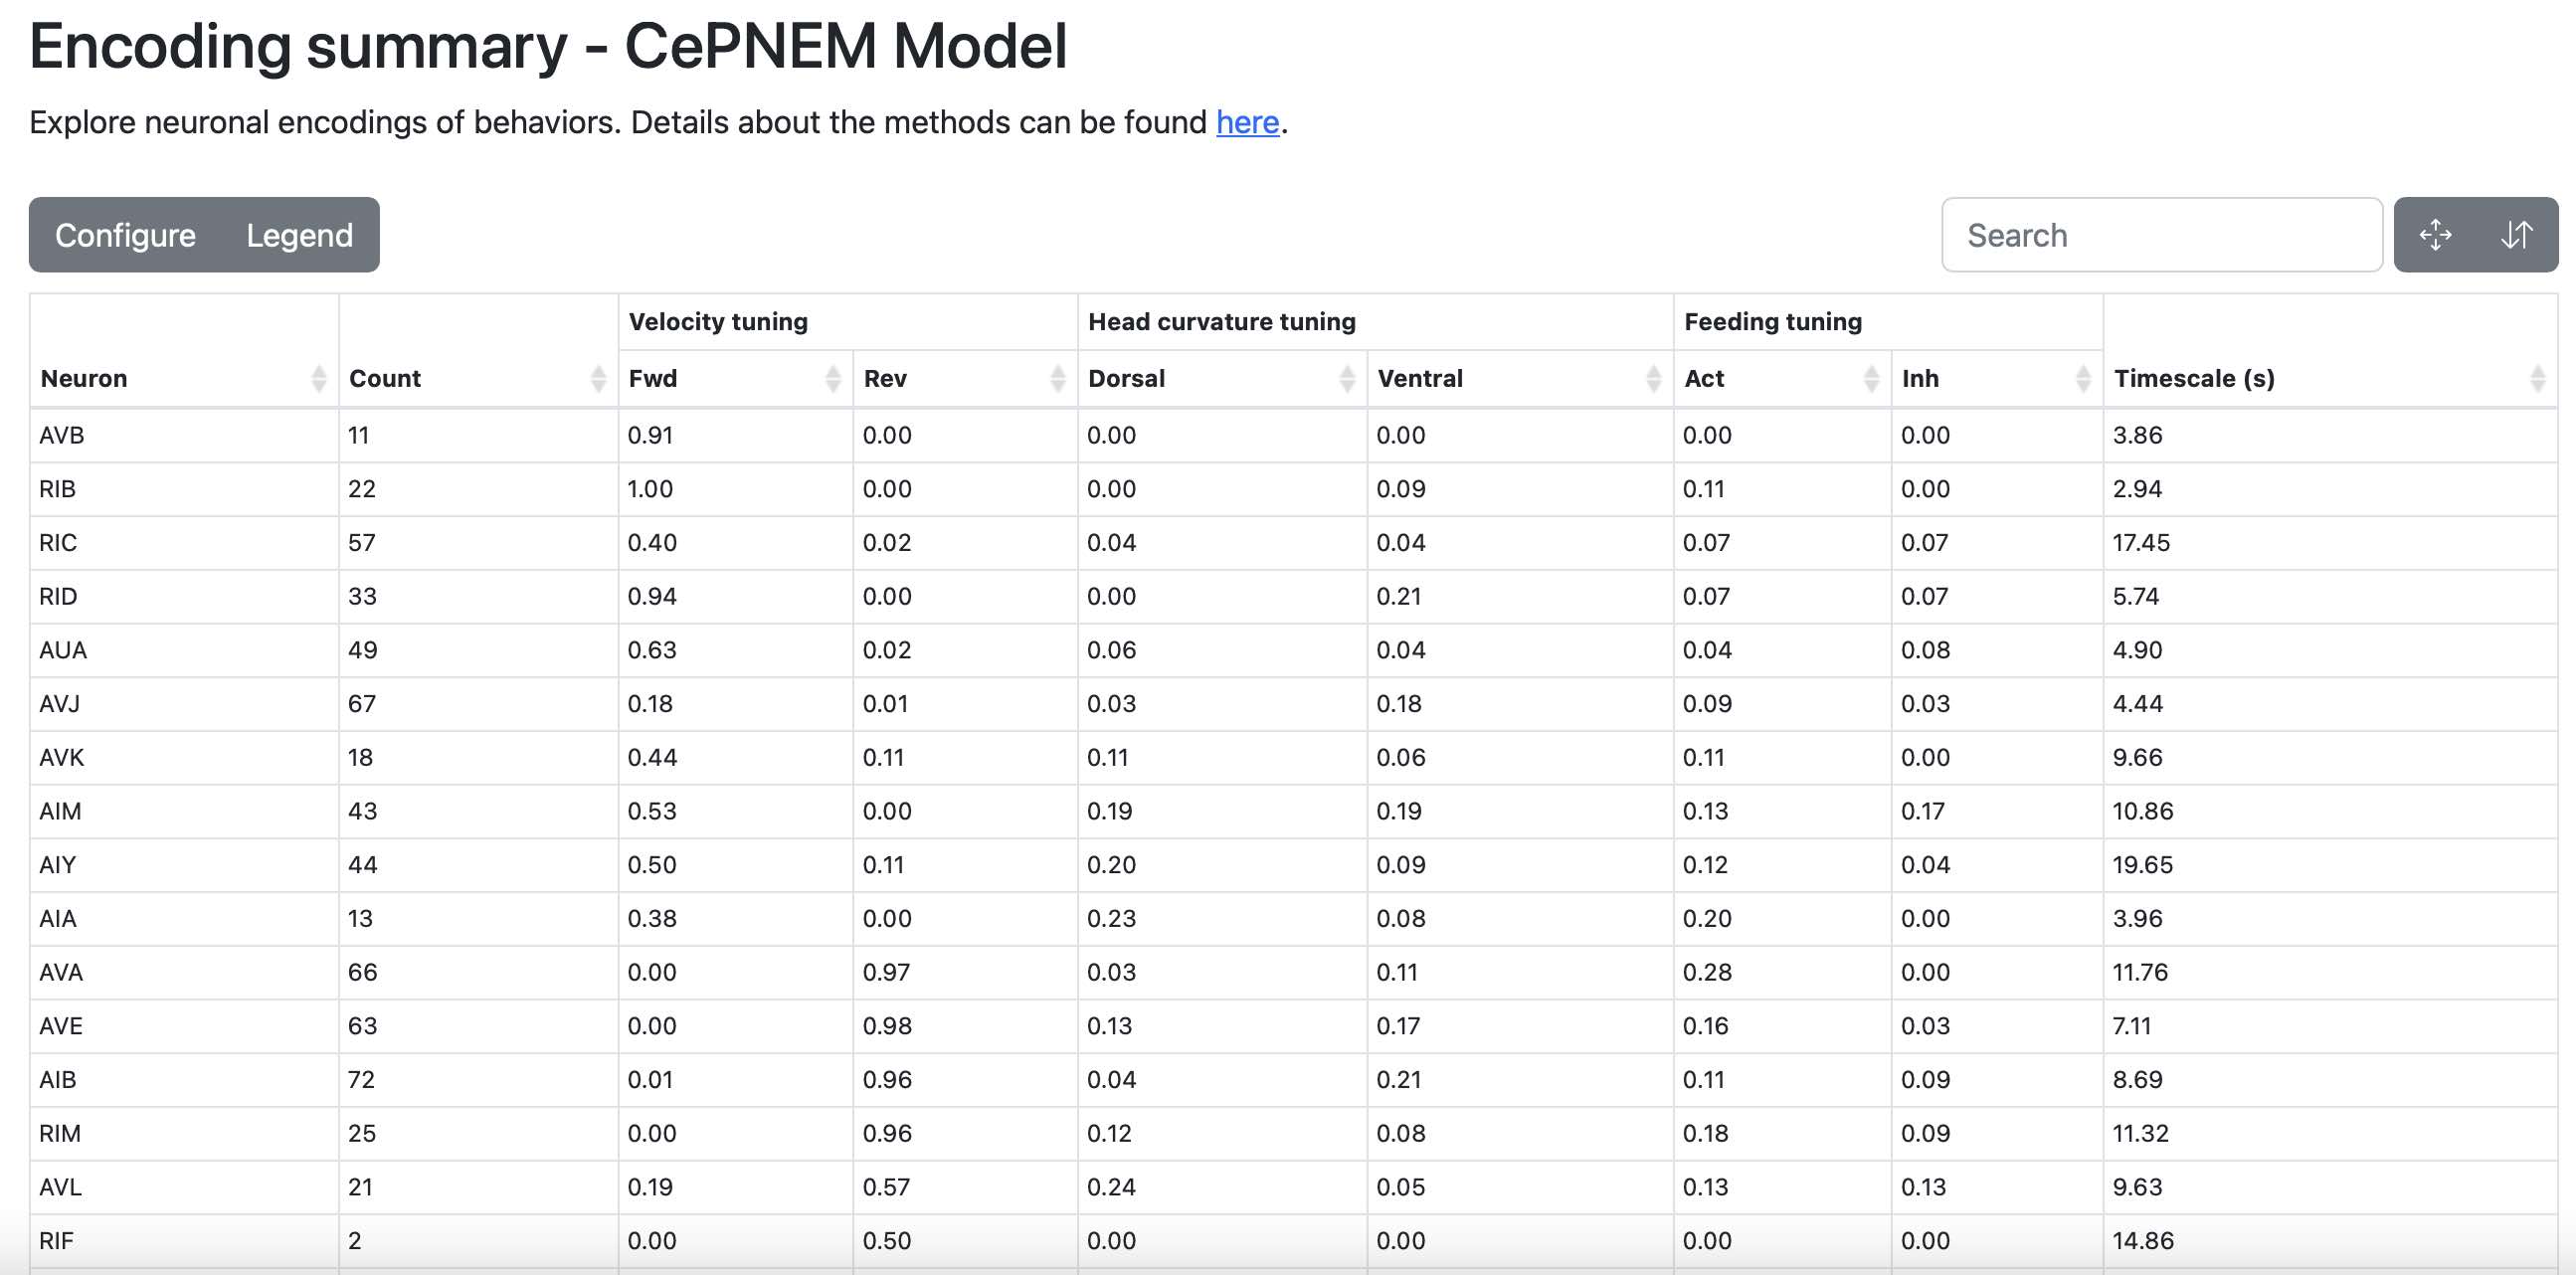 Encoding summary - CePNEM Model
Explore neuronal encodings of behaviors. Details about the methods can be found here.
Configure Legend Search
Velocity tuning Head curvature tuning Feeding tuning
Neuron Count Fwd Rev Dorsal Ventral Act Inh Timescale (s)
AVB 11 0.91 0.00 0.00 0.00 0.00 0.00 3.86
RIB 22 1.00 0.00 0.00 0.09 0.11 0.00 2.94
RIC 57 0.40 0.02 0.04 0.04 0.07 0.07 17.45
RID 33 0.94 0.00 0.00 0.21 0.07 0.07 5.74
AUA 49 0.63 0.02 0.06 0.04 0.04 0.08 4.90
AVJ 67 0.18 0.01 0.03 0.18 0.09 0.03 4.44
AVK 18 0.44 0.11 0.11 0.06 0.11 0.00 9.66
AIM 43 0.53 0.00 0.19 0.19 0.13 0.17 10.86
AIY 44 0.50 0.11 0.20 0.09 0.12 0.04 19.65
AIA 13 0.38 0.00 0.23 0.08 0.20 0.00 3.96
AVA 66 0.00 0.97 0.03 0.11 0.28 0.00 11.76
AVE 63 0.00 0.98 0.13 0.17 0.16 0.03 7.11
AIB 72 0.01 0.96 0.04 0.21 0.11 0.09 8.69
RIM 25 0.00 0.96 0.12 0.08 0.18 0.09 11.32
AVL 21 0.19 0.57 0.24 0.05 0.13 0.13 9.63
RIF 2 0.00 0.50 0.00 0.00 0.00 0.00 14.86